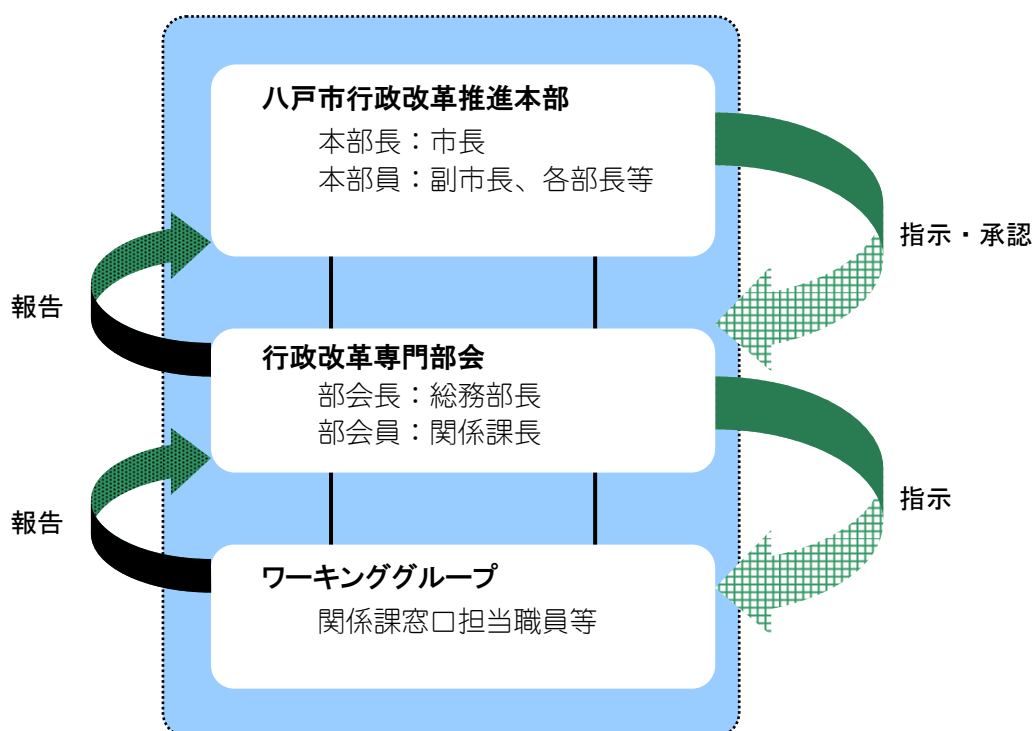 八戸市行政改革推進本部
本部長：市長
本部員：副市長、各部長等
指示・承認
報告
行政改革専門部会
部会長：総務部長
部会員：関係課長
指示
報告
ワーキンググループ
関係課窓口担当職員等